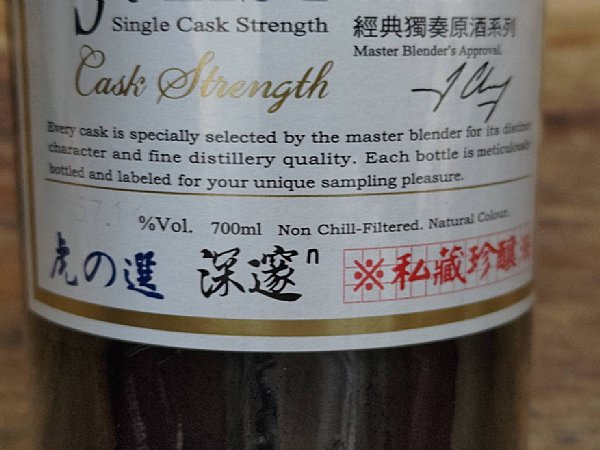 Single Cask Strength
經典獨奏原酒系列
Master Blender's Approval.
Cask Strength
Every cask is specially selected by the master blender for its distinct
character and fine distillery quality. Each bottle is meticulously
bottled and labeled for your unique sampling pleasure.
%Vol. 700ml Non Chill-Filtered. Natural Colour.
虎の選 深邃n ※私藏珍釀※